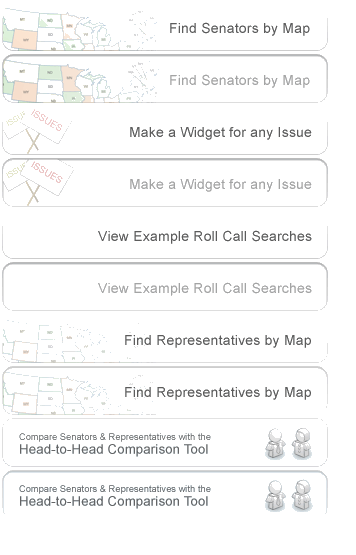 Find Senators by Map
Find Senators by Map
ISSUES
Make a Widget for any Issue
ISSUES
Make a Widget for any Issue
View Example Roll Call Searches
View Example Roll Call Searches
Find Representatives by Map
Find Representatives by Map
Compare Senators & Representatives with the
Head-to-Head Comparison Tool
Compare Senators & Representatives with the
Head-to-Head Comparison Tool